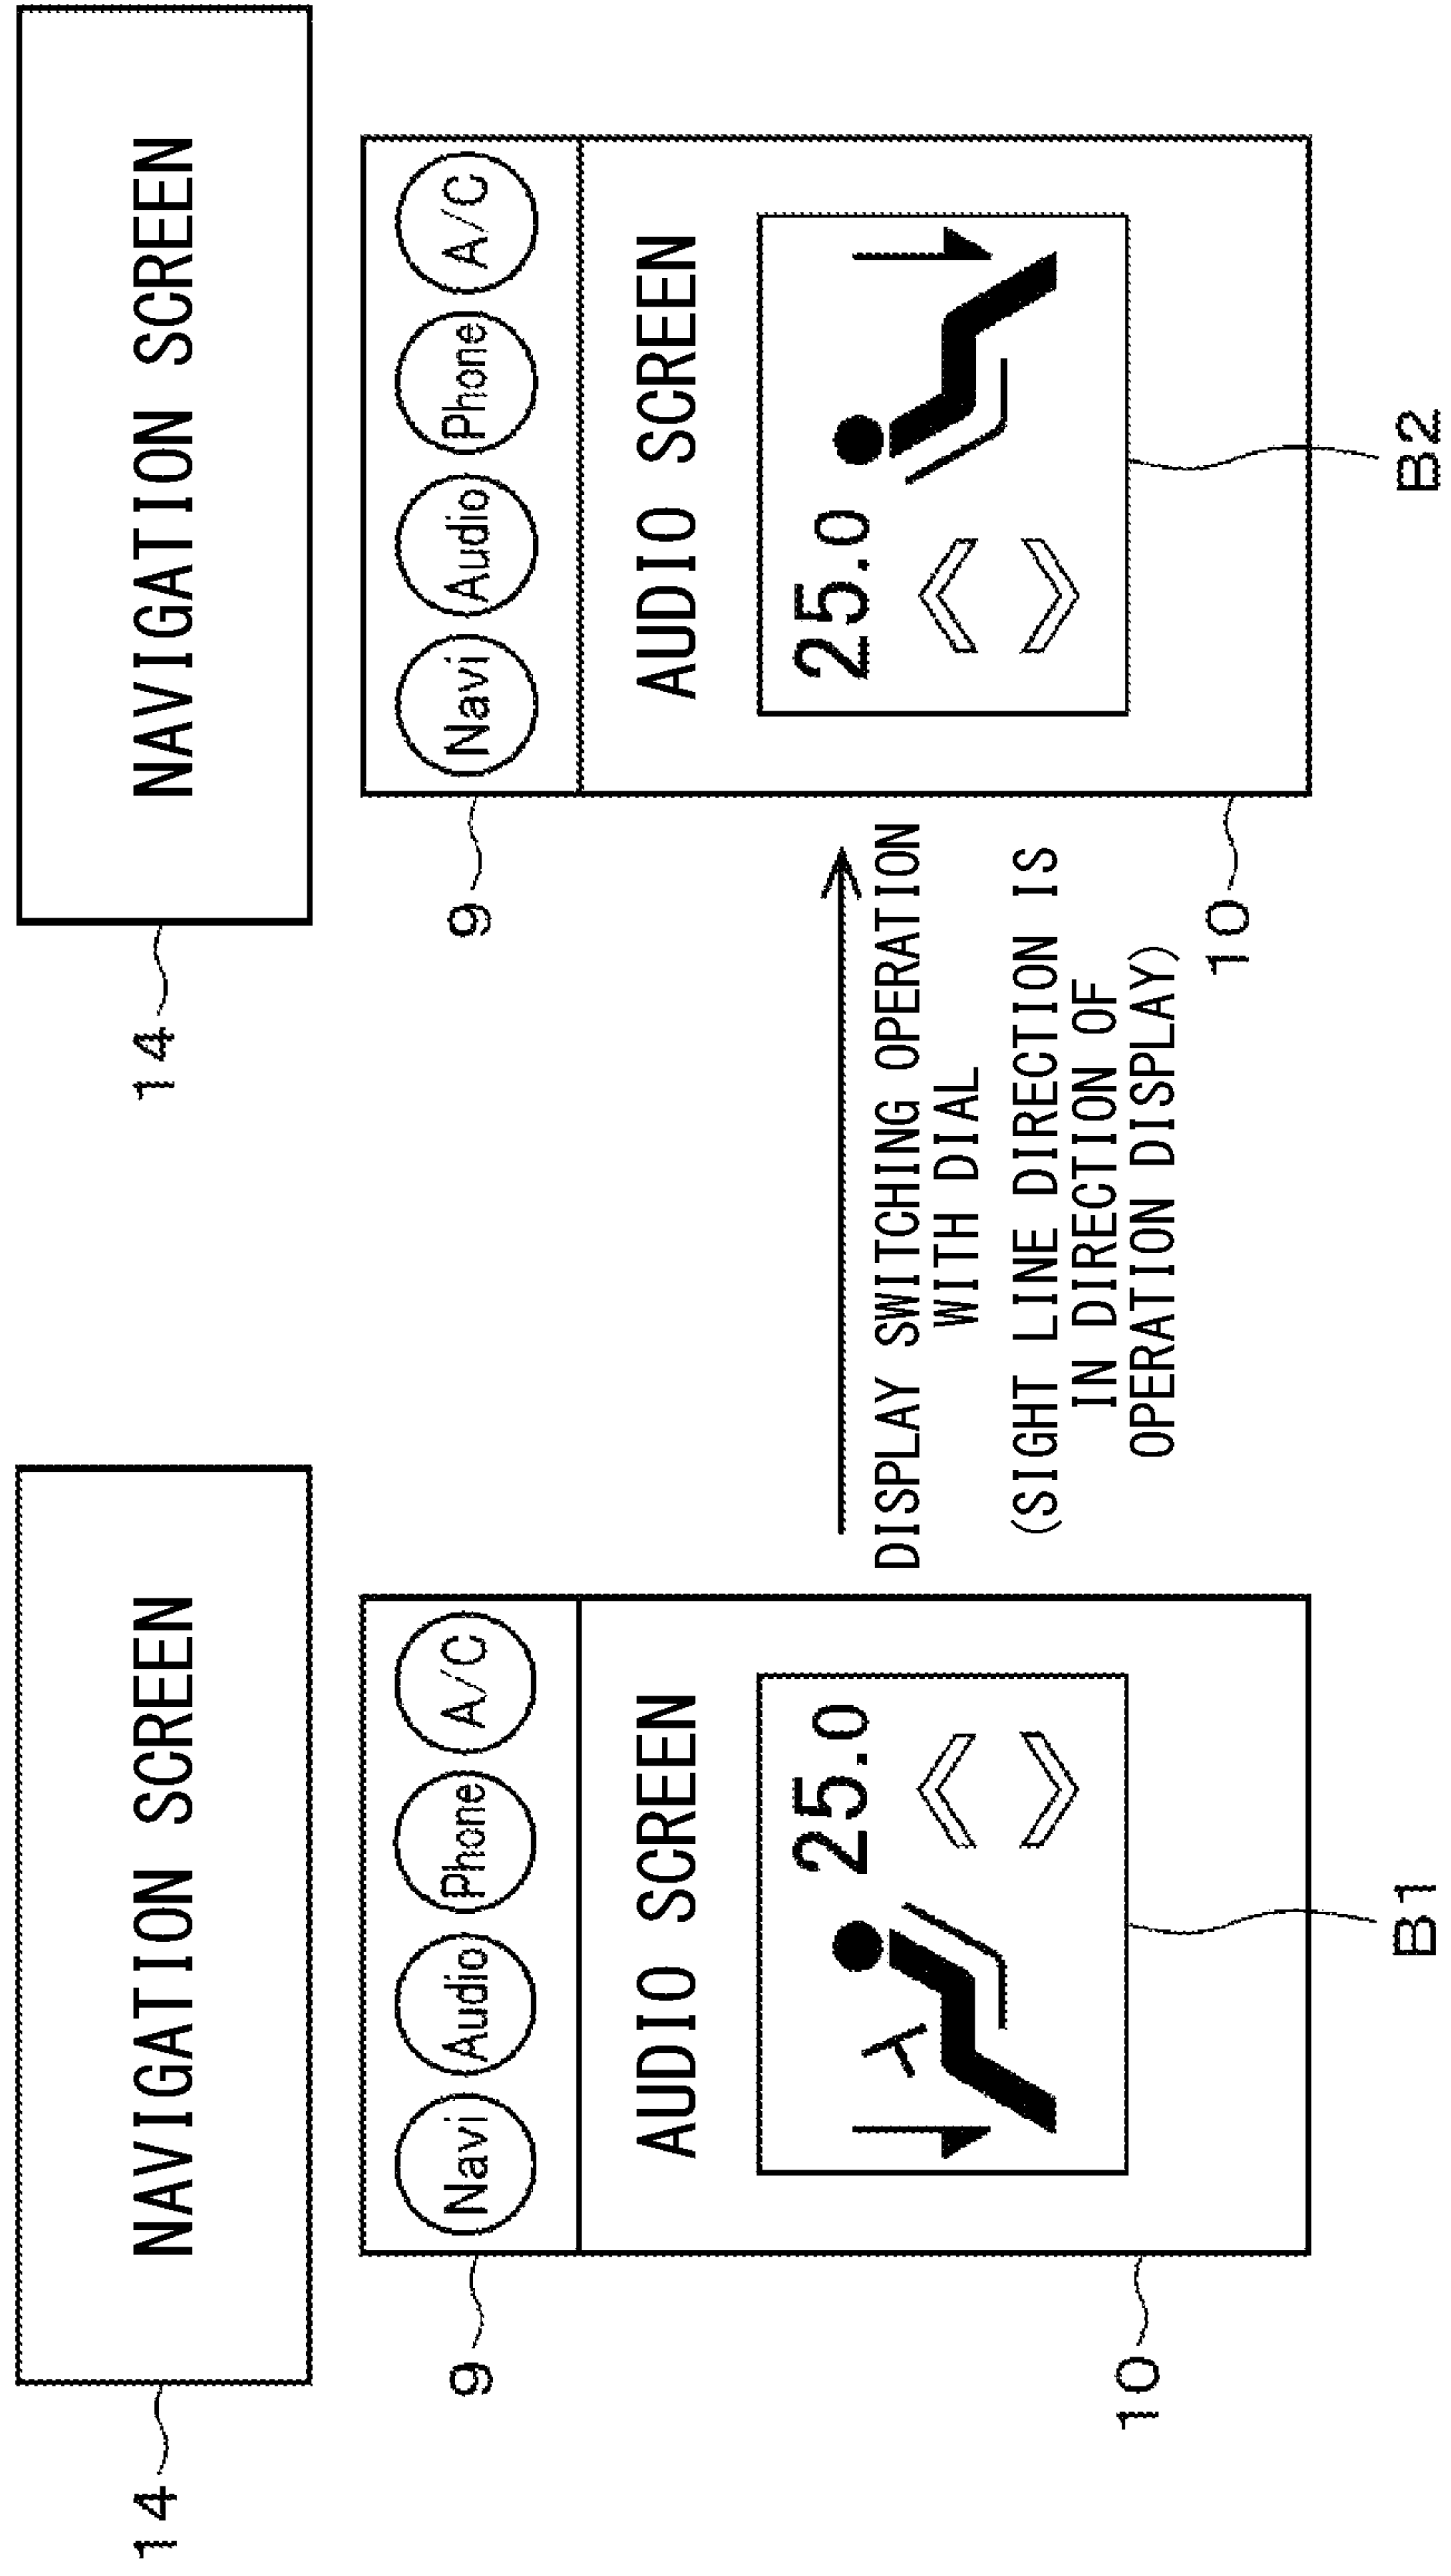 14
NAVIGATION SCREEN
9
Navi Audio Phone A/C
AUDIO SCREEN
25.0
10
B1
DISPLAY SWITCHING OPERATION
WITH DIAL
(SIGHT LINE DIRECTION IS
IN DIRECTION OF
OPERATION DISPLAY)
14
NAVIGATION SCREEN
9
Navi Audio Phone A/C
AUDIO SCREEN
25.0
10
B2